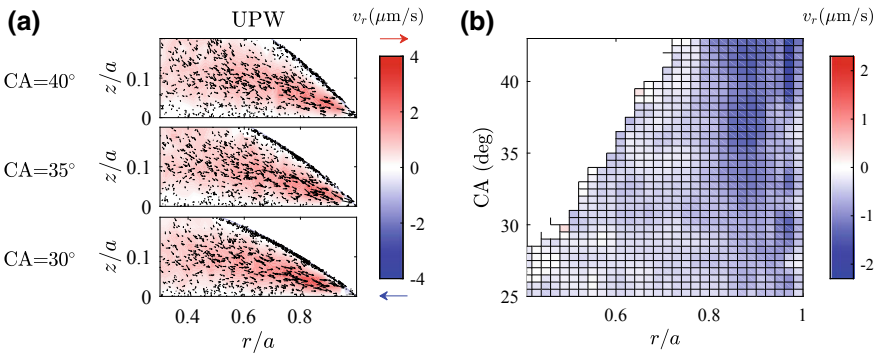 (a)
UPW
v_r(μm/s)
CA=40°
z/a
0.1
0
CA=35°
z/a
0.1
0
CA=30°
z/a
0.1
0
0.4
0.6
0.8
r/a
4
2
0
-2
-4
(b)
v_r(μm/s)
CA (deg)
40
35
30
25
0.6
0.8
1
r/a
2
1
0
-1
-2